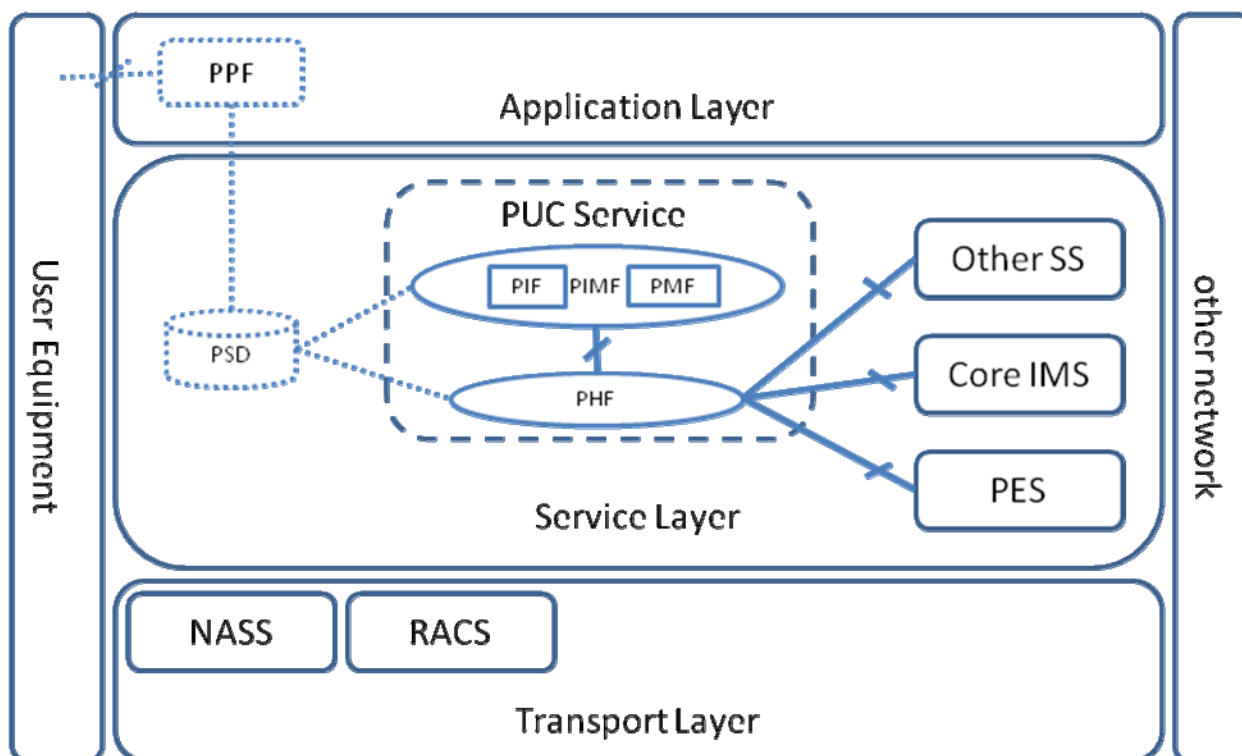 PPF
Application Layer
User Equipment
PUC Service
PIF PIMF PMF
PSD
PHF
Other SS
Core IMS
PES
Service Layer
other network
NASS
RACS
Transport Layer